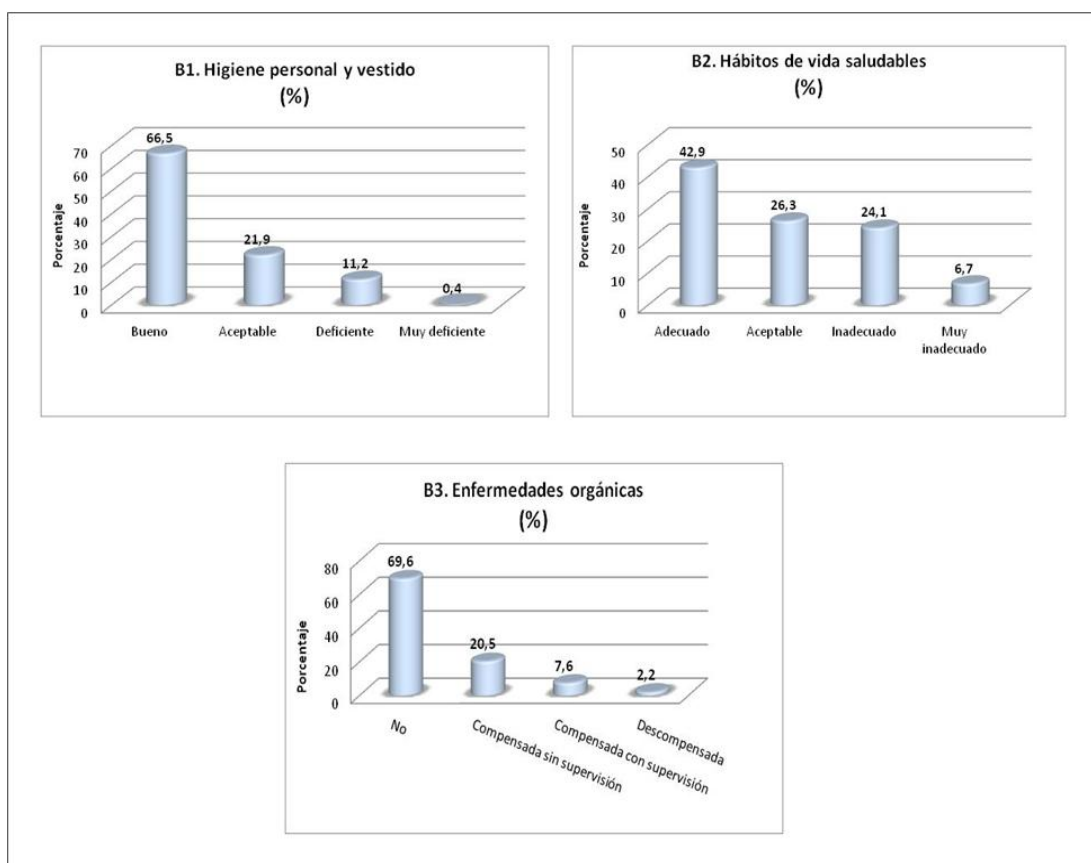 B1. Higiene personal y vestido
(%)
Porcentaje
70
60
50
40
30
20
10
0
66,5
21,9
11,2
0,4
Bueno
Aceptable
Deficiente
Muy deficiente
B2. Hábitos de vida saludables
(%)
Porcentaje
50
40
30
20
10
0
42,9
26,3
24,1
6,7
Adecuado
Aceptable
Inadecuado
Muy
inadecuado
B3. Enfermedades orgánicas
(%)
Porcentaje
80
60
40
20
0
69,6
20,5
7,6
2,2
No
Compensada sin supervisión
Compensada con supervisión
Descompensada